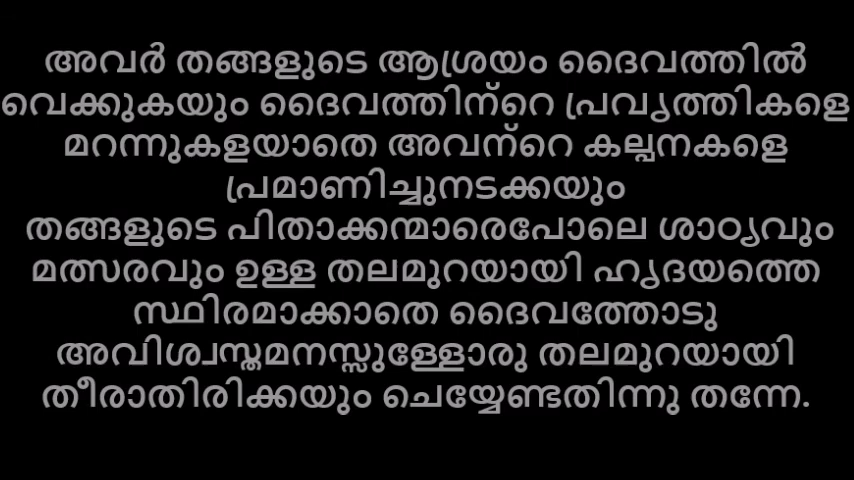 അവർ തങ്ങളുടെ ആശ്രയം ദൈവത്തിൽ
വെക്കുകയും ദൈവത്തിന്റെ പ്രവൃത്തികളെ
മറന്നുകളയാതെ അവന്റെ കല്പനകളെ
പ്രമാണിച്ചുനടക്കയും
തങ്ങളുടെ പിതാക്കന്മാരെപോലെ ശാഠ്യവും
മത്സരവും ഉള്ള തലമുറയായി ഹൃദയത്തെ
സ്ഥിരമാക്കാതെ ദൈവത്തോടു
അവിശ്വസ്തമനസ്സുള്ളോരു തലമുറയായി
തീരാതിരിക്കയും ചെയ്യേണ്ടതിന്നു തന്നേ.